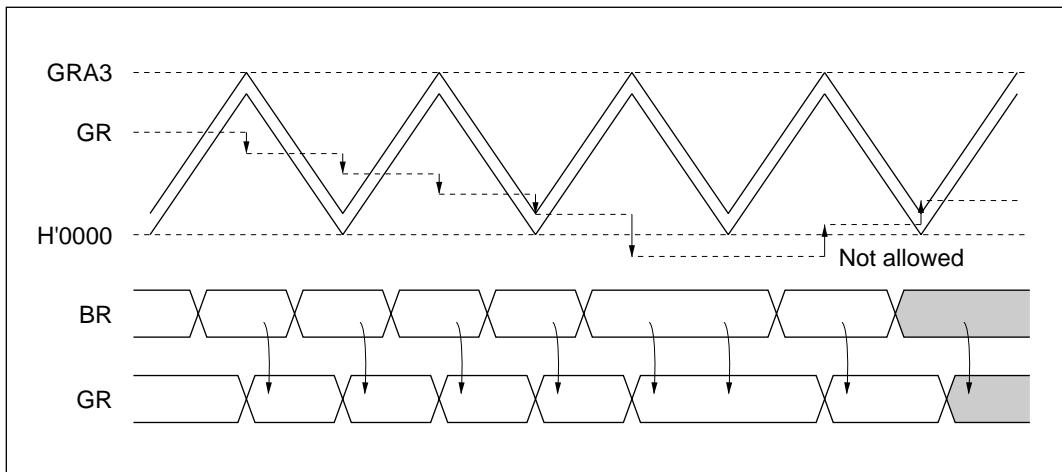 GRA3
GR
H'0000
Not allowed
BR
GR